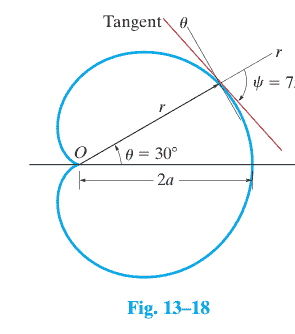 Tangent θ
r
ψ = 7
r
O
θ = 30°
2a
Fig. 13–18